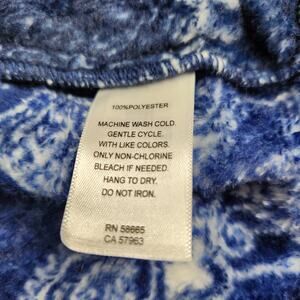 100%POLYESTER
MACHINE WASH COLD.
GENTLE CYCLE.
WITH LIKE COLORS.
ONLY NON-CHLORINE
BLEACH IF NEEDED.
HANG TO DRY.
DO NOT IRON.
RN 58665
CA 57963